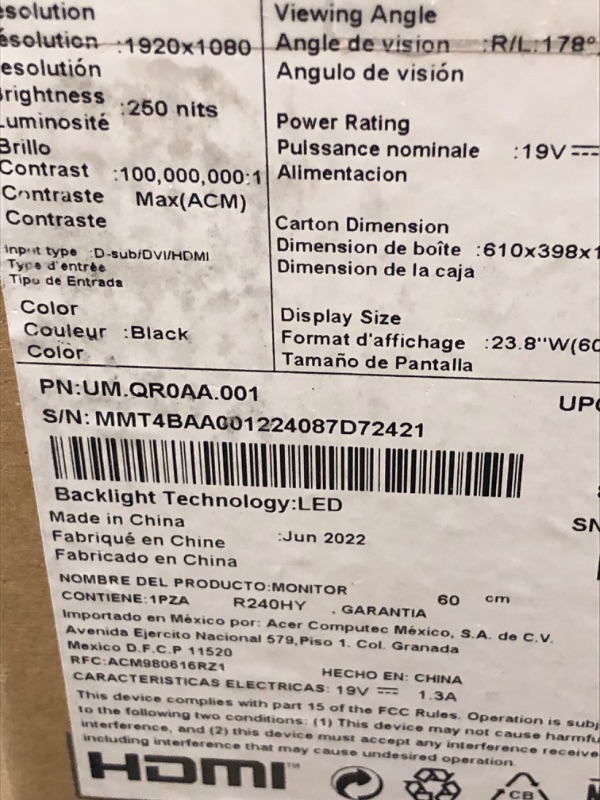 Viewing Angle
:1920x1080
Angle de vision :R/L:178°
Angulo de visión
:250 nits
Power Rating
Brillo
Puissance nominale :19V
Contrast :100,000,000:1
Alimentacion
Contraste Max(ACM)
Contraste
Carton Dimension
Input type :D-sub/DVI/HDMI
Dimension de boîte :610x398x1
Type d'entrée
Dimension de la caja
Tipo de Entrada
Color
Display Size
Couleur :Black
Format d'affichage :23.8"W(60
Color
Tamaño de Pantalla
PN:UM.QR0AA.001
UPC
S/N: MMT4BAA001224087D72421
Backlight Technology:LED
Made in China
SN
Fabriqué en Chine :Jun 2022
Fabricado en China
NOMBRE DEL PRODUCTO:MONITOR 60 cm
CONTIENE:1PZA R240HY . GARANTIA
Importado en México por: Acer Computec México, S.A. de C.V.
Avenida Ejercito Nacional 579,Piso 1. Col. Granada
Mexico D.F.C.P 11520
RFC:ACM980616RZ1 HECHO EN: CHINA
CARACTERISTICAS ELECTRICAS: 19V 1.3A
This device complies with part 15 of the FCC Rules. Operation is subj
to the following two conditions: (1) This device may not cause harmfu
interference, and (2) this device must accept any interference receive
including interference that may cause undesired operation.
HDMI™
CB